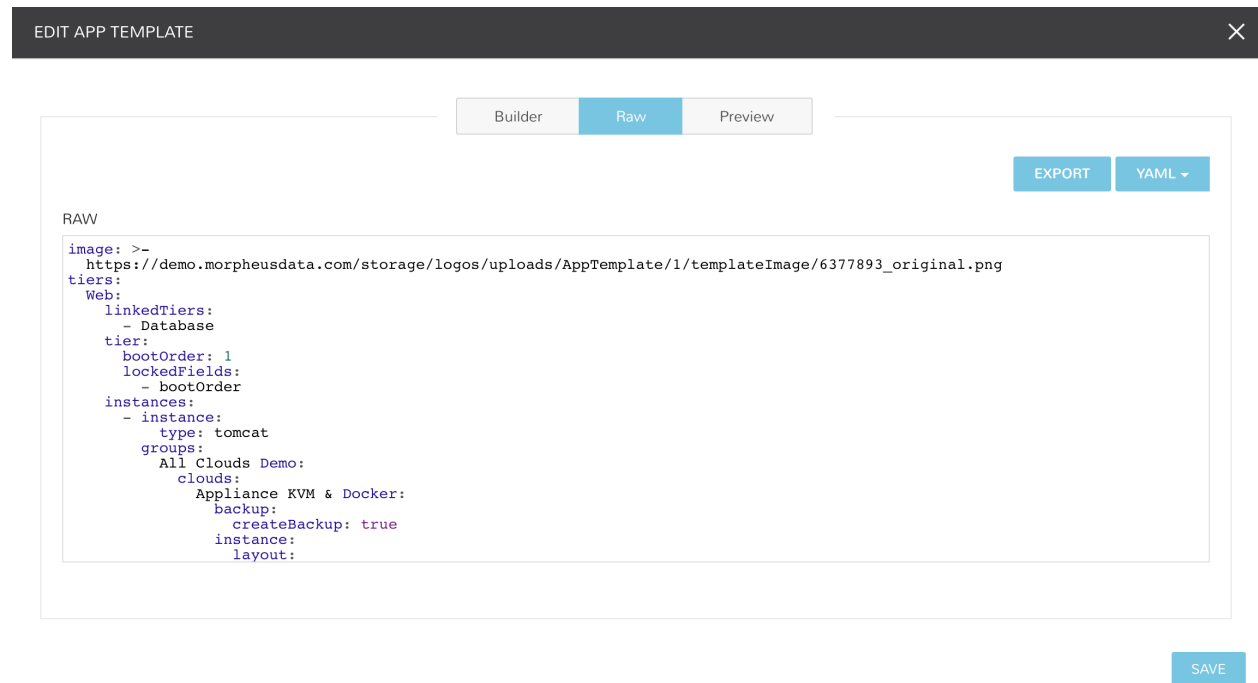 EDIT APP TEMPLATE
Builder Raw Preview
EXPORT YAML
RAW
image: >-
  https://demo.morpheusdata.com/storage/logos/uploads/AppTemplate/1/templateImage/6377893_original.png
tiers:
  Web:
    linkedTiers:
      - Database
    tier:
      bootOrder: 1
      lockedFields:
        - bootOrder
    instances:
      - instance:
          type: tomcat
        groups:
          All Clouds Demo:
            clouds:
              Appliance KVM & Docker:
                backup:
                  createBackup: true
                instance:
                  layout:
SAVE